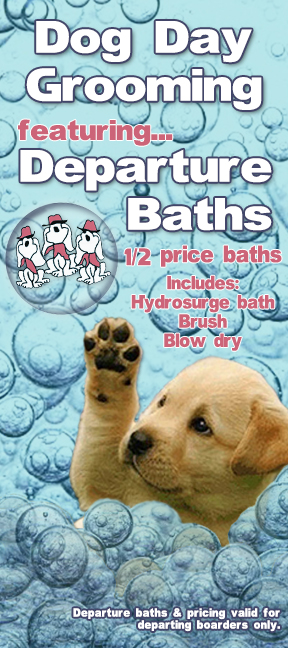 Dog Day
Grooming
featuring...
Departure
Baths
1/2 price baths
Includes:
Hydrosurge bath
Brush
Blow dry
Departure baths & pricing valid for
departing boarders only.